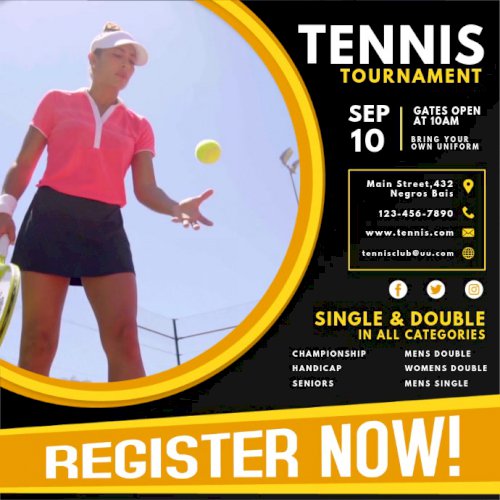 TENNIS
TOURNAMENT
SEP
10
GATES OPEN
AT 10AM
BRING YOUR
OWN UNIFORM
Main Street,432
Negros Bais
123-456-7890
www.tennis.com
tennisclub@uu.com
SINGLE & DOUBLE
IN ALL CATEGORIES
CHAMPIONSHIP
HANDICAP
SENIORS
MENS DOUBLE
WOMENS DOUBLE
MENS SINGLE
REGISTER NOW!